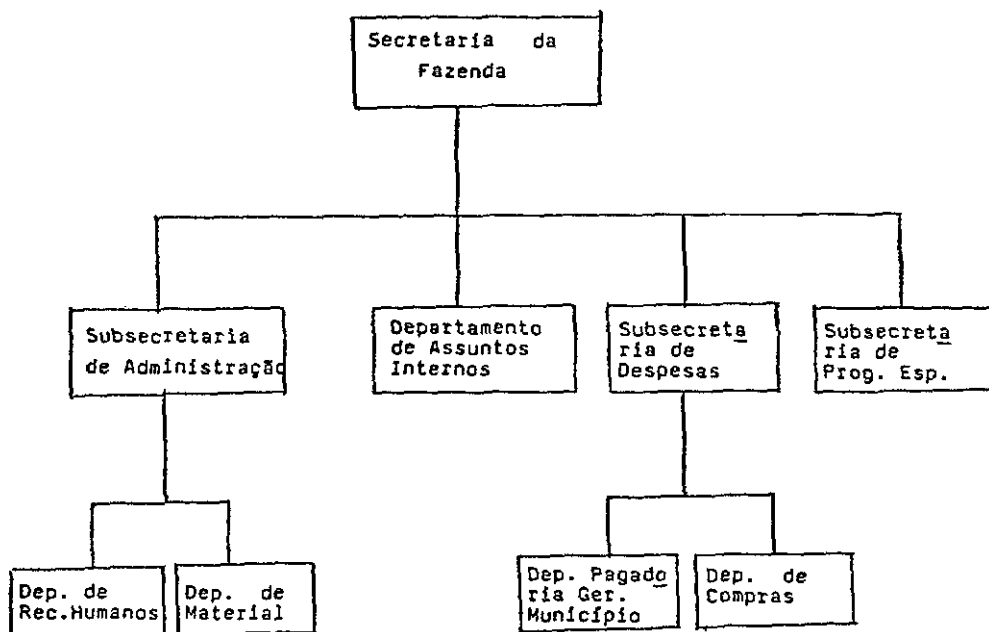 Secretaria da
Fazenda
Subsecretaria
de Administração
Departamento
de Assuntos
Internos
Subsecreta
ria de
Despesas
Subsecreta
ria de
Prog. Esp.
Dep. de
Rec.Humanos
Dep. de
Material
Dep. Pagado
ria Ger.
Município
Dep. de
Compras